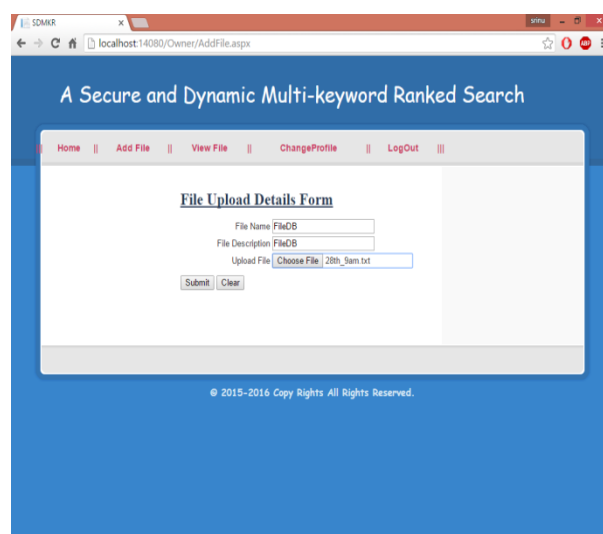 SDMKR x srinu
localhost:14080/Owner/AddFile.aspx ABP
A Secure and Dynamic Multi-keyword Ranked Search
||| Home || Add File || View File || ChangeProfile || LogOut |||
File Upload Details Form
File Name FileDB
File Description FileDB
Upload File Choose File 28th_9am.txt
Submit Clear
© 2015-2016 Copy Rights All Rights Reserved.